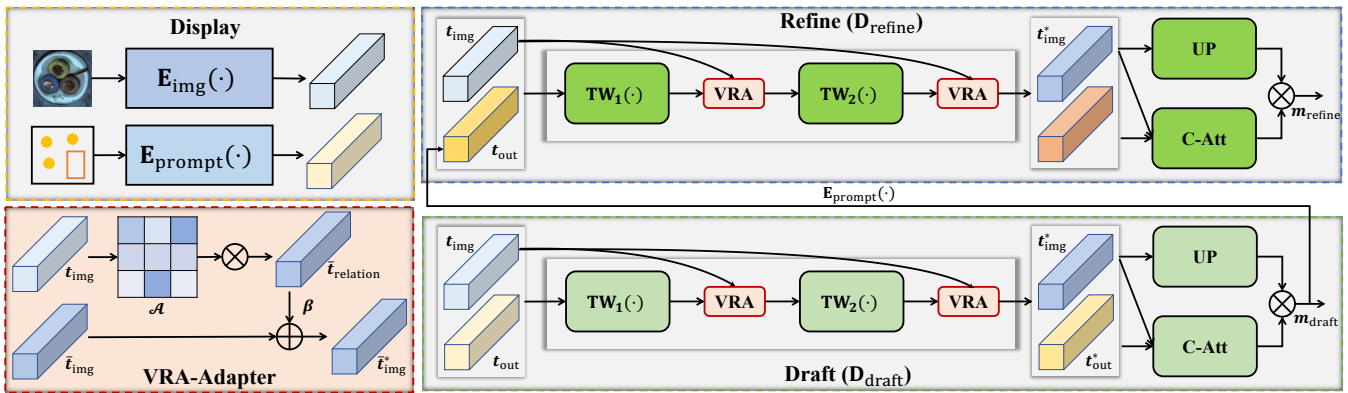 Display
E_img(·)
E_prompt(·)
t_img
𝒜
t̄_relation
β
t̄_img
t̄*_img
VRA-Adapter
Refine (D_refine)
t_img
t_out
TW_1(·)
VRA
TW_2(·)
VRA
t*_img
UP
C-Att
m_refine
E_prompt(·)
t_img
t_out
TW_1(·)
VRA
TW_2(·)
VRA
t*_img
t*_out
UP
C-Att
m_draft
Draft (D_draft)